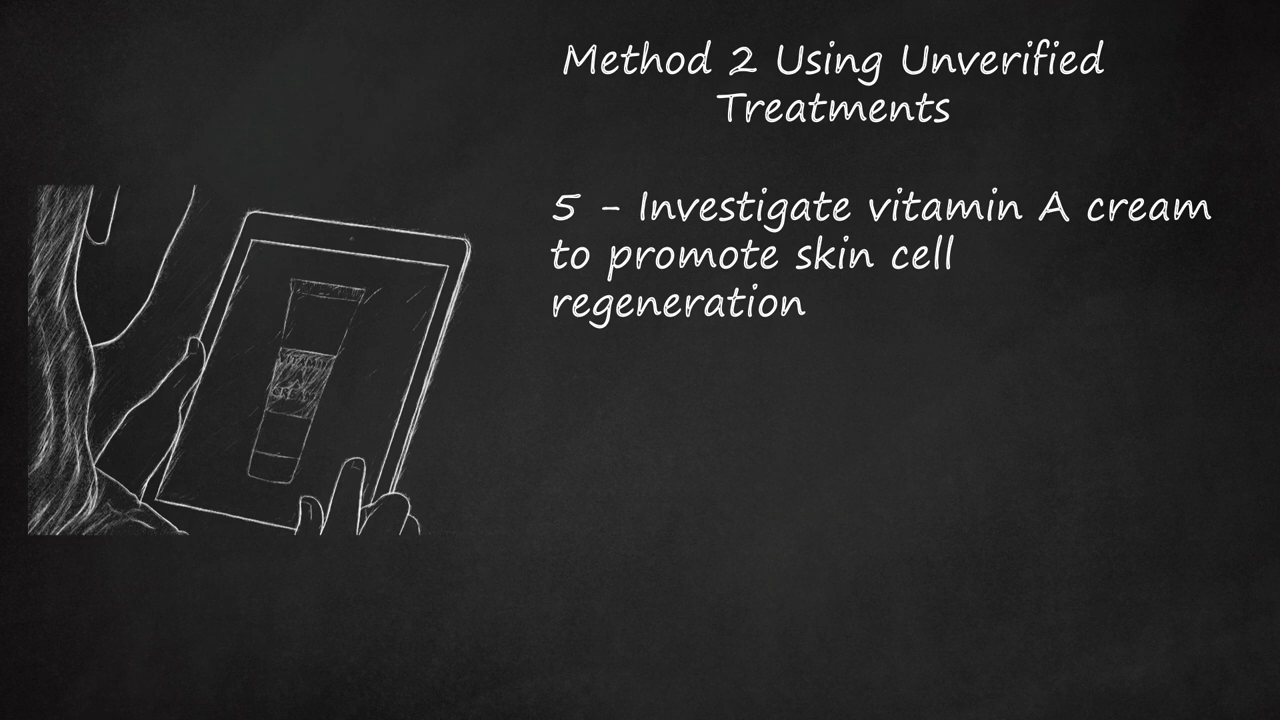 Method 2 Using Unverified
Treatments
5 - Investigate vitamin A cream
to promote skin cell
regeneration